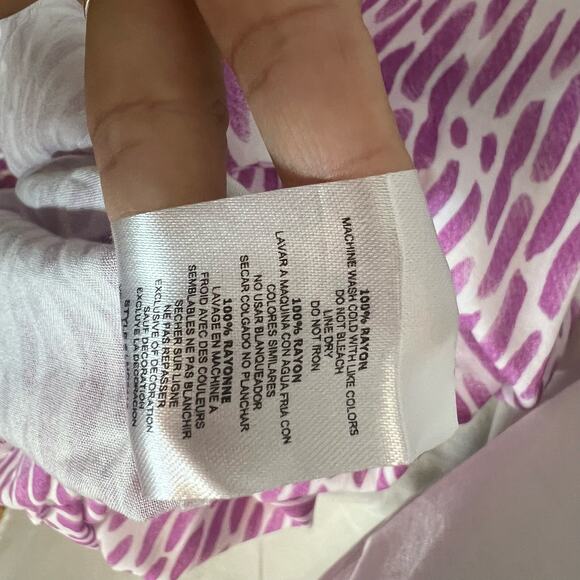 100% RAYON
MACHINE WASH COLD WITH LIKE COLORS
DO NOT BLEACH
LINE DRY
DO NOT IRON
100% RAYON
LAVAR A MAQUINA CON AGUA FRIA CON
COLORES SIMILARES
NO USAR BLANQUEADOR
SECAR COLGADO NO PLANCHAR
100% RAYONNE
LAVAGE EN MACHINE A
FROID AVEC DES COULEURS
SEMBLABLES NE PAS BLANCHIR
SECHER SUR LIGNE
NE PAS REPASSER
EXCLUSIVE OF DECORATION
SAUF DECORATION
EXCLUYE LA DECORACION